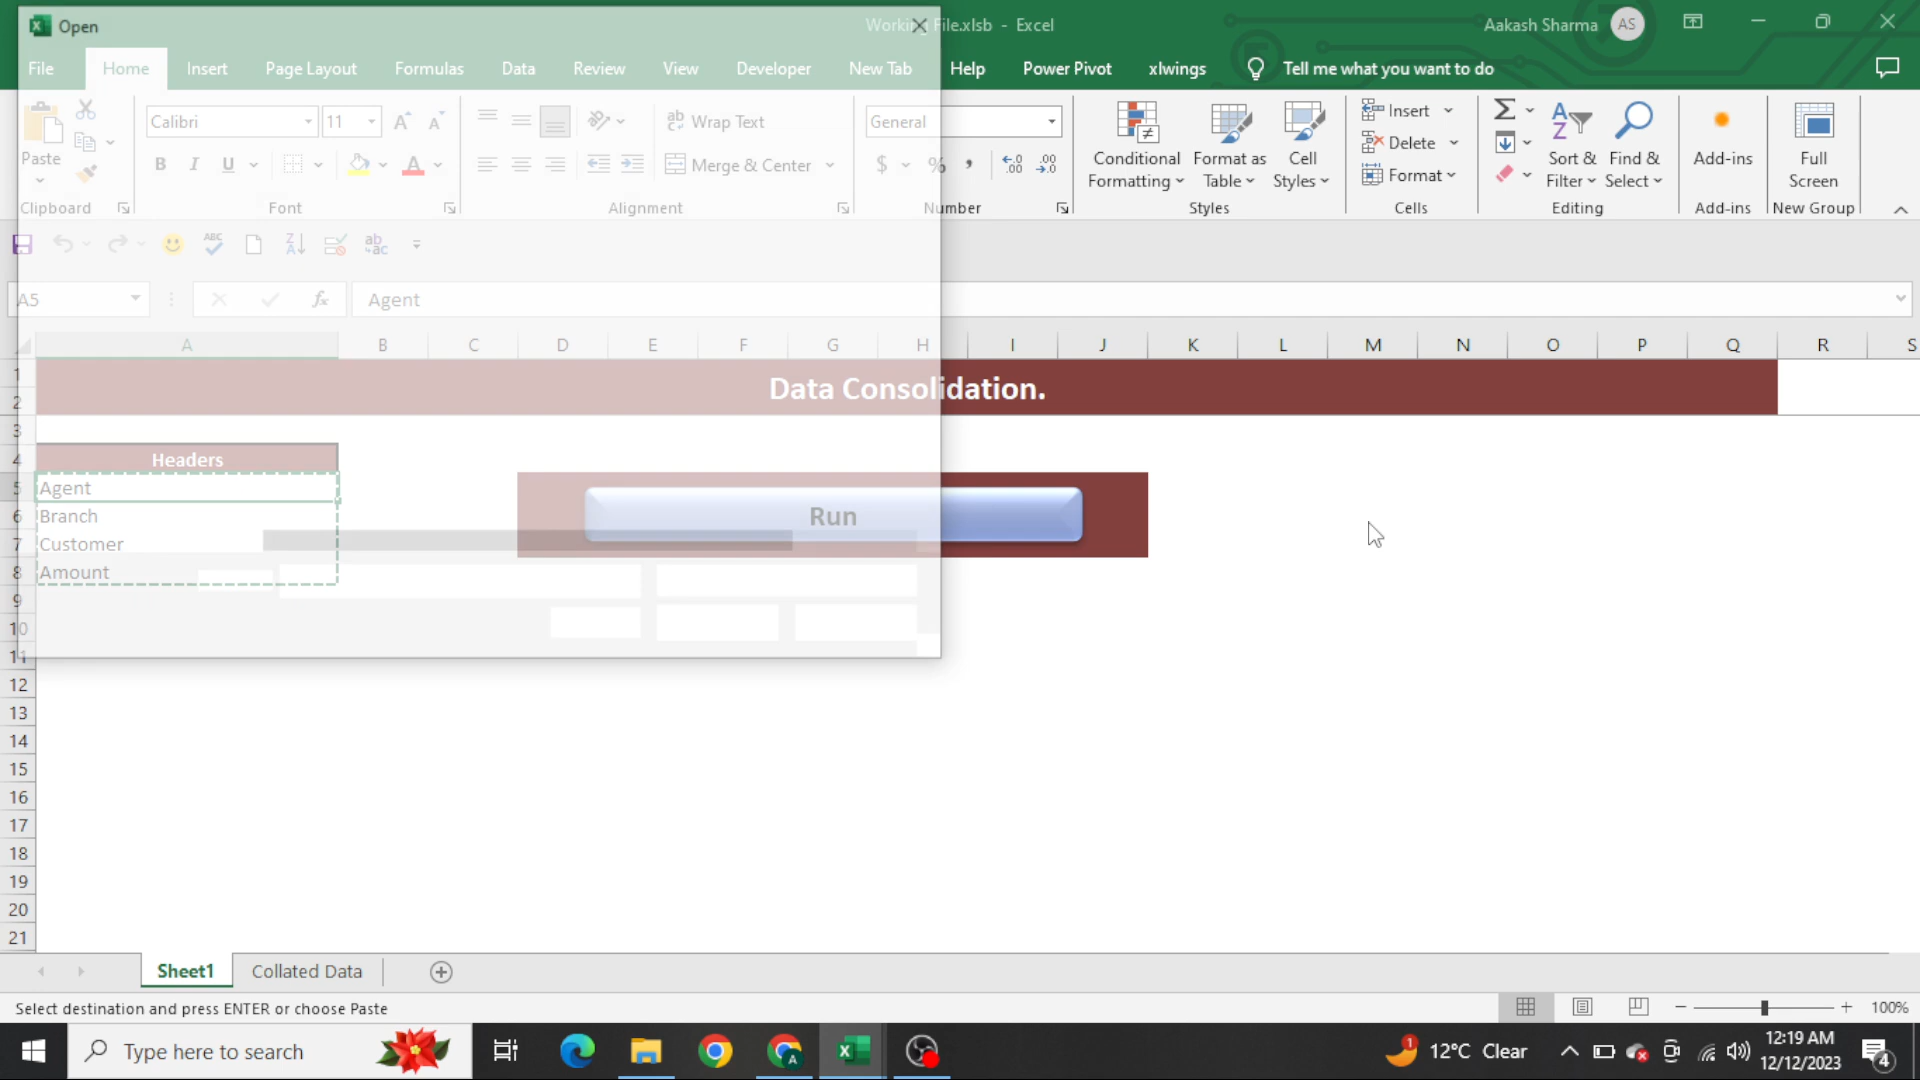 Open
Working File.xlsb - Excel
Aakash Sharma AS
File Home Insert Page Layout Formulas Data Review View Developer New Tab Help Power Pivot xlwings Tell me what you want to do
Paste
Clipboard
Calibri 11
B I U
Font
Wrap Text
Merge & Center
Alignment
General
$ % ,
Number
Conditional Formatting
Format as Table
Cell Styles
Styles
Insert
Delete
Format
Cells
Sort & Filter
Find & Select
Editing
Add-ins
Add-ins
Full Screen
New Group
A5 fx Agent
A B C D E F G H I J K L M N O P Q R S
1
Data Consolidation.
2
3
4 Headers
5 Agent
6 Branch
Run
7 Customer
8 Amount
9
10
11
12
13
14
15
16
17
18
19
20
21
Sheet1 Collated Data
Select destination and press ENTER or choose Paste
100%
Type here to search
12°C Clear
12:19 AM
12/12/2023
4